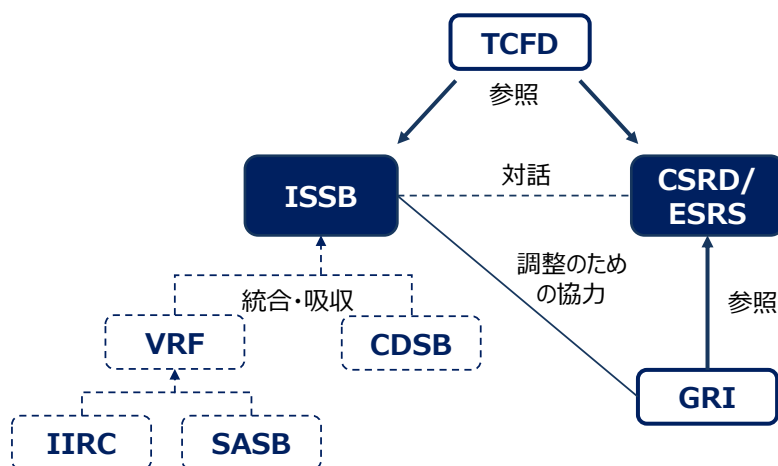 TCFD
参照
ISSB
対話
CSRD/
ESRS
統合・吸収
調整のため
の協力
参照
VRF
CDSB
GRI
IIRC
SASB